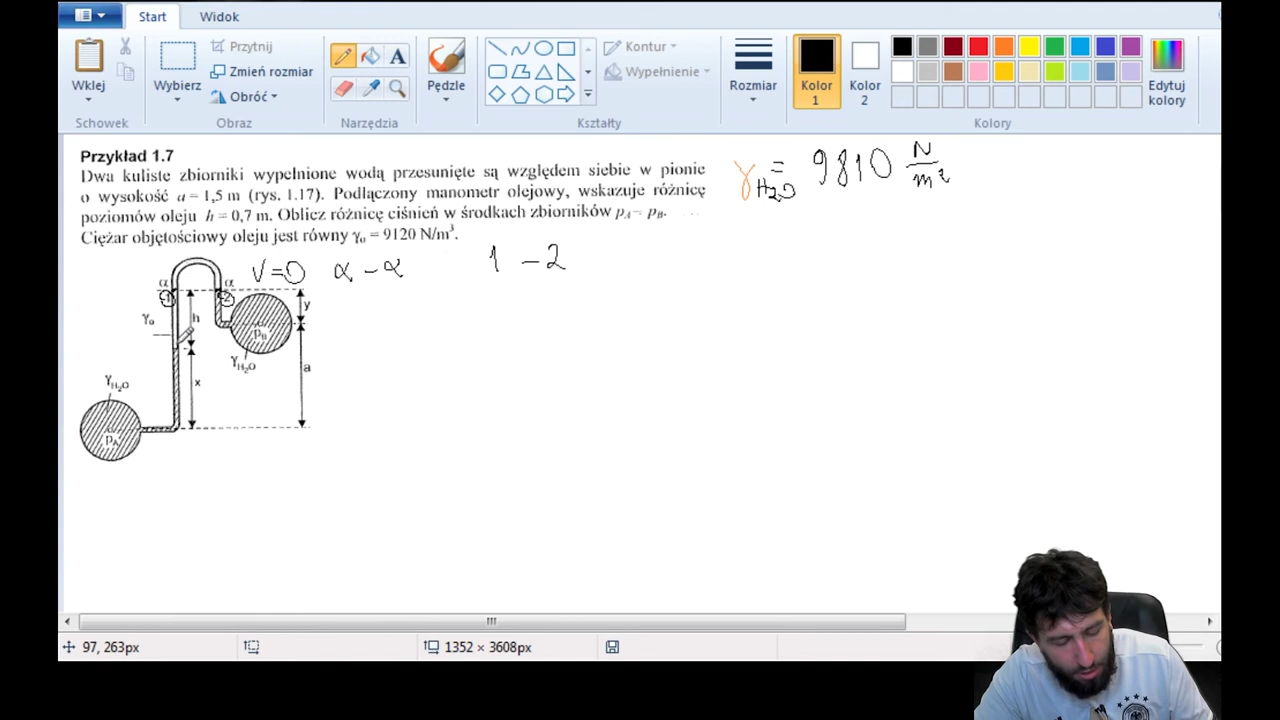 Start Widok
Wklej
Schowek
Wybierz
Przytnij
Zmień rozmiar
Obróć
Obraz
A
Narzędzia
Pędzle
Kontur
Wypełnienie
Kształty
Rozmiar
Kolor
1
Kolor
2
Kolory
Edytuj
kolory
Przykład 1.7
Dwa kuliste zbiorniki wypełnione wodą przesunięte są względem siebie w pionie
o wysokość a = 1,5 m (rys. 1.17). Podłączony manometr olejowy, wskazuje różnicę
poziomów oleju h = 0,7 m. Oblicz różnicę ciśnień w środkach zbiorników pA – pB.
Ciężar objętościowy oleju jest równy γo = 9120 N/m³.
γH₂O = 9810 N/m²
V=0 α – α 1 – 2
α α
1 2
y
γo h
pB
γH₂O
a
x
γH₂O
pA
97, 263px
1352 × 3608px